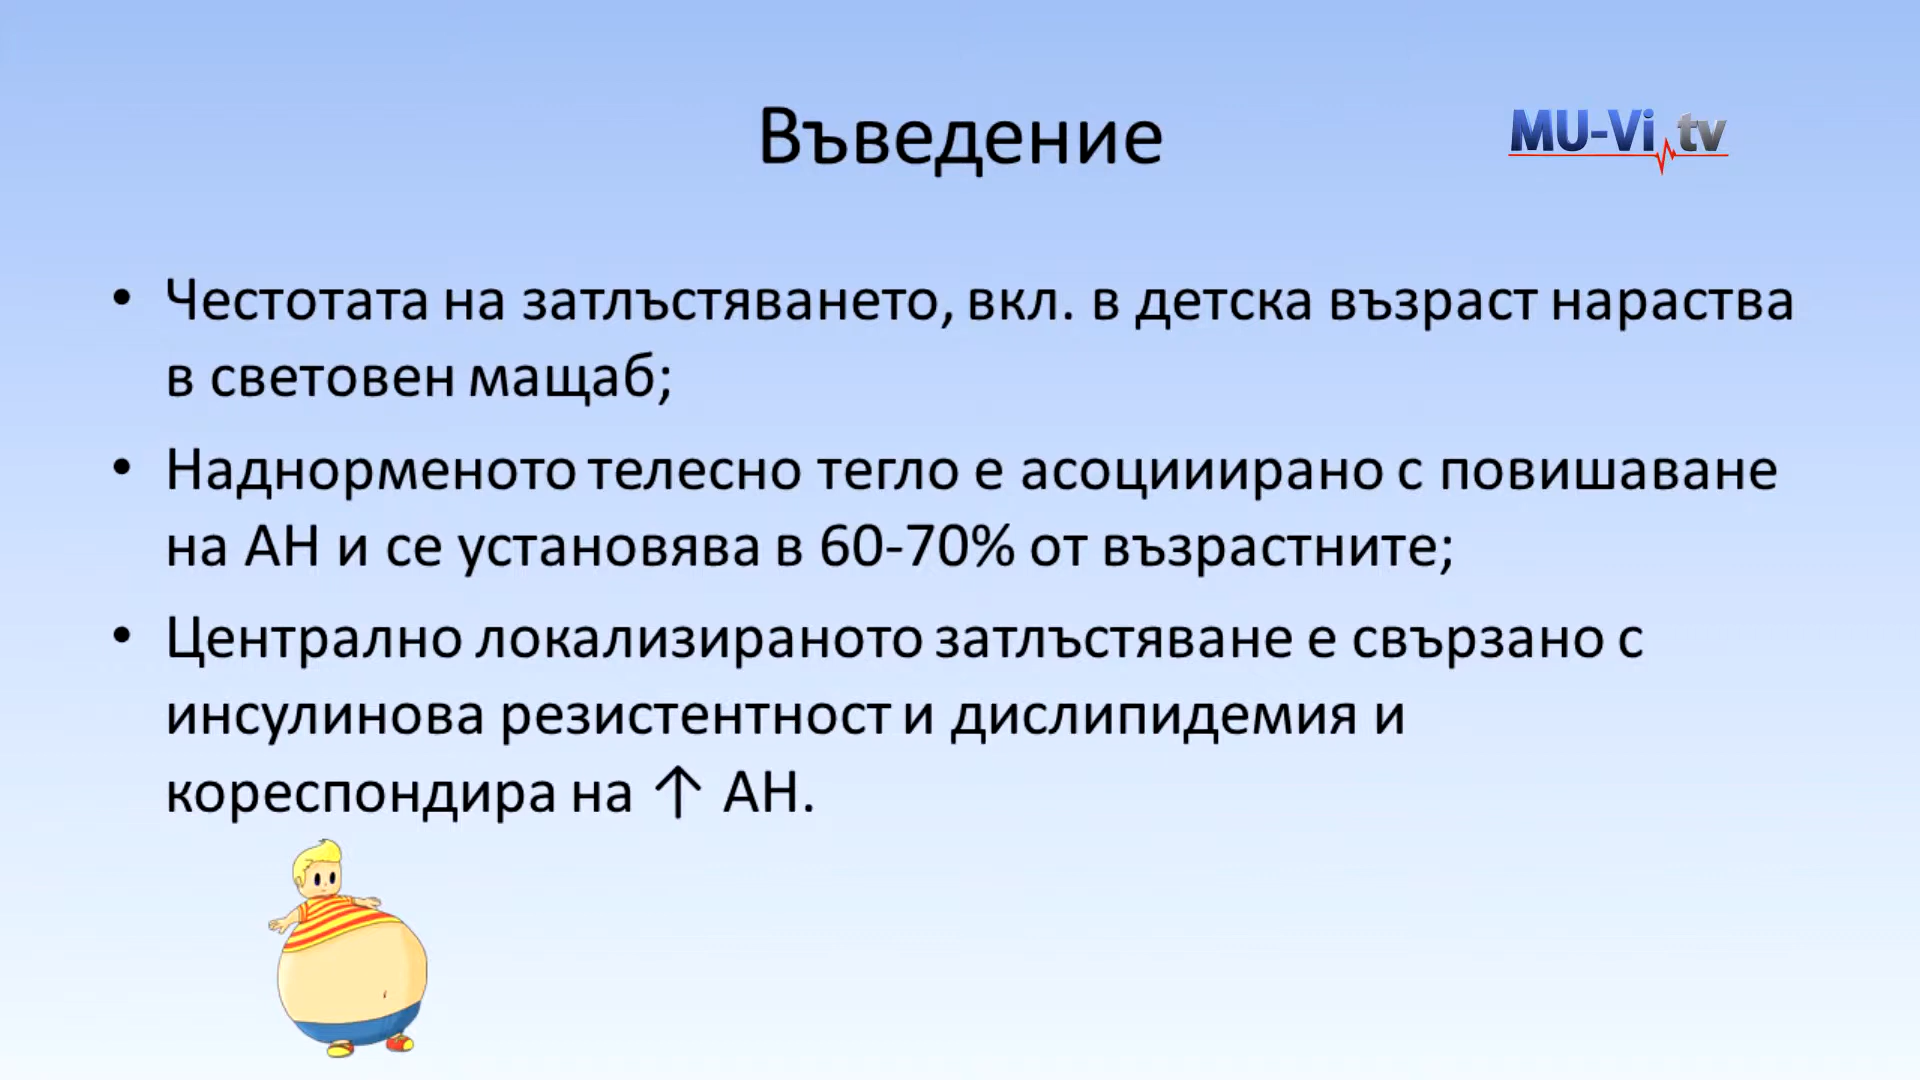 Въведение
MU-Vi.tv
• Честотата на затлъстяването, вкл. в детска възраст нараства
в световен мащаб;
• Наднорменото телесно тегло е асоцииирано с повишаване
на АН и се установява в 60-70% от възрастните;
• Централно локализираното затлъстяване е свързано с
инсулинова резистентност и дислипидемия и
кореспондира на ↑ АН.